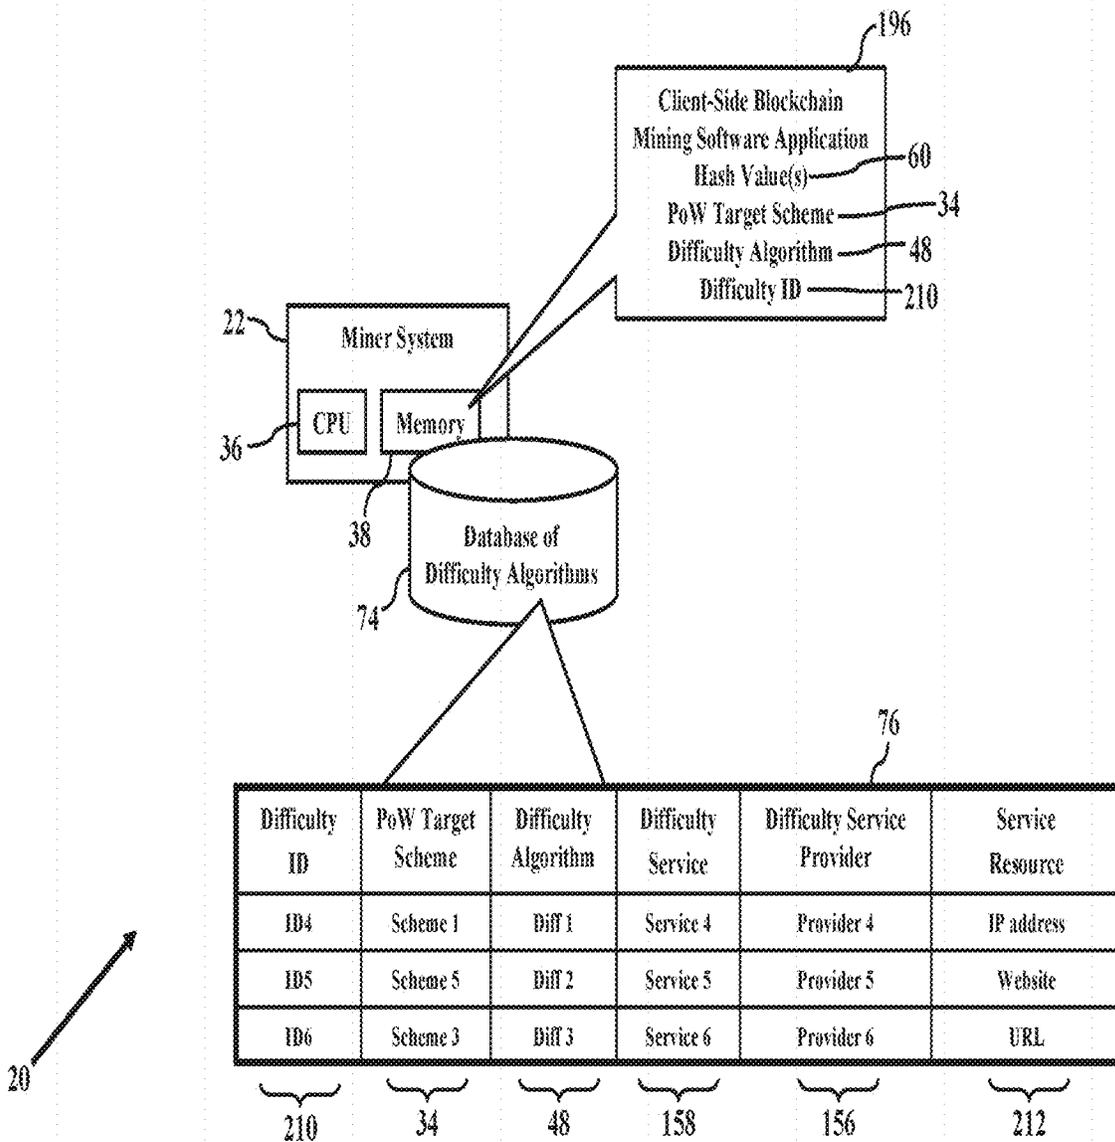 196
Client-Side Blockchain
Mining Software Application
Hash Value(s) 60
PoW Target Scheme 34
Difficulty Algorithm 48
Difficulty ID 210
22
Miner System
CPU Memory
36
38
Database of
Difficulty Algorithms
74
76
Difficulty PoW Target Difficulty Difficulty Difficulty Service Service
ID Scheme Algorithm Service Provider Resource
ID4 Scheme 1 Diff 1 Service 4 Provider 4 IP address
ID5 Scheme 5 Diff 2 Service 5 Provider 5 Website
ID6 Scheme 3 Diff 3 Service 6 Provider 6 URL
20
210 34 48 158 156 212